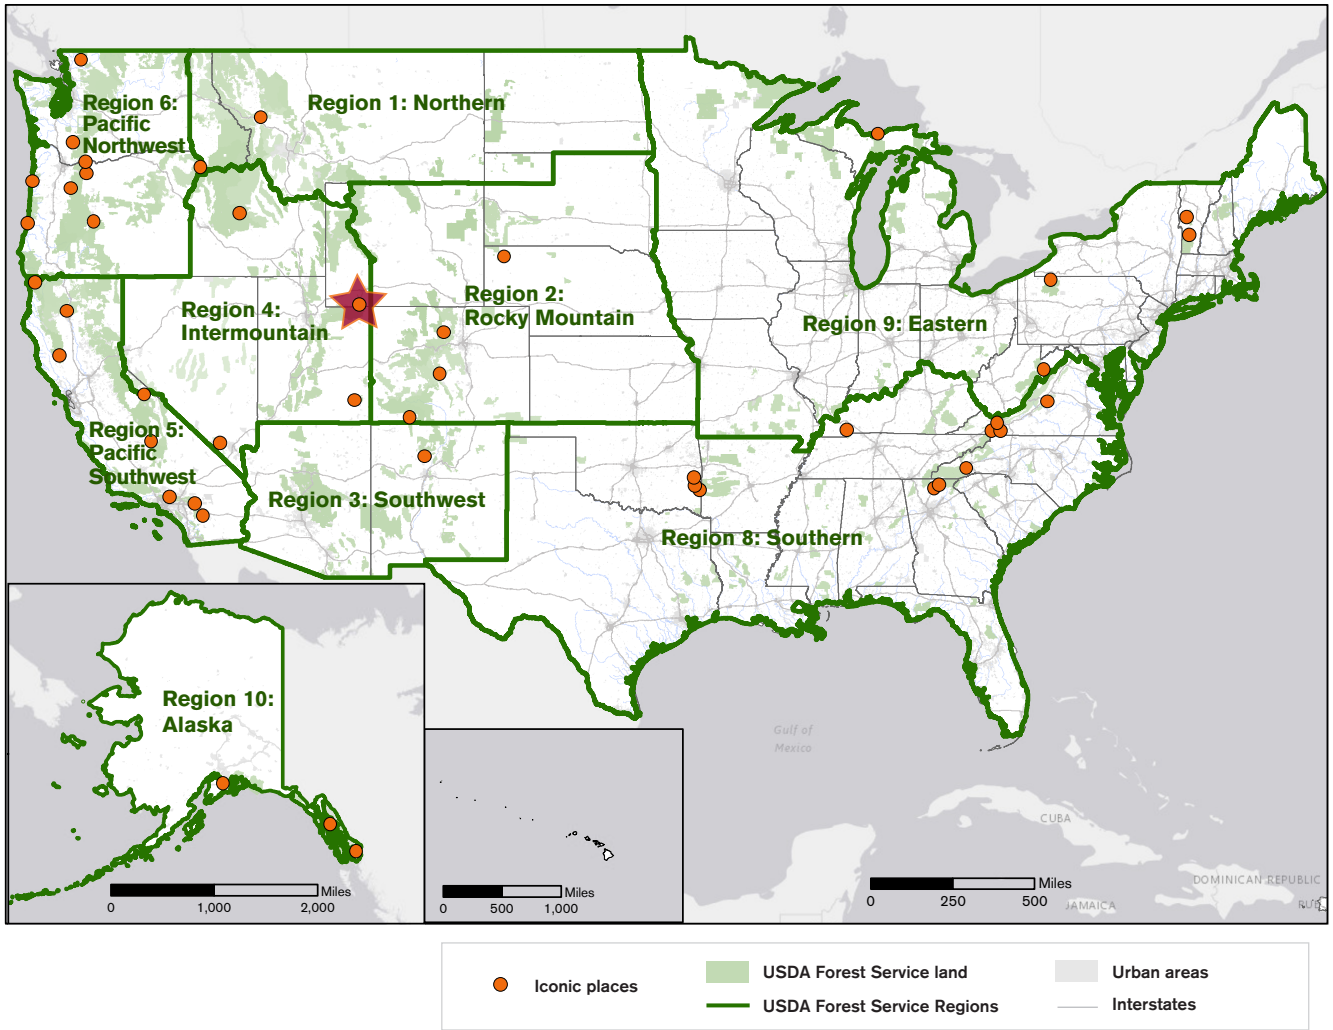 Region 6:
Pacific
Northwest
Region 1: Northern
Region 4:
Intermountain
Region 2:
Rocky Mountain
Region 9: Eastern
Region 5:
Pacific
Southwest
Region 3: Southwest
Region 8: Southern
Region 10:
Alaska
Gulf of
Mexico
CUBA
DOMINICAN REPUBLIC
JAMAICA
Miles
0 1,000 2,000
Miles
0 500 1,000
Miles
0 250 500
Iconic places
USDA Forest Service land
USDA Forest Service Regions
Urban areas
Interstates